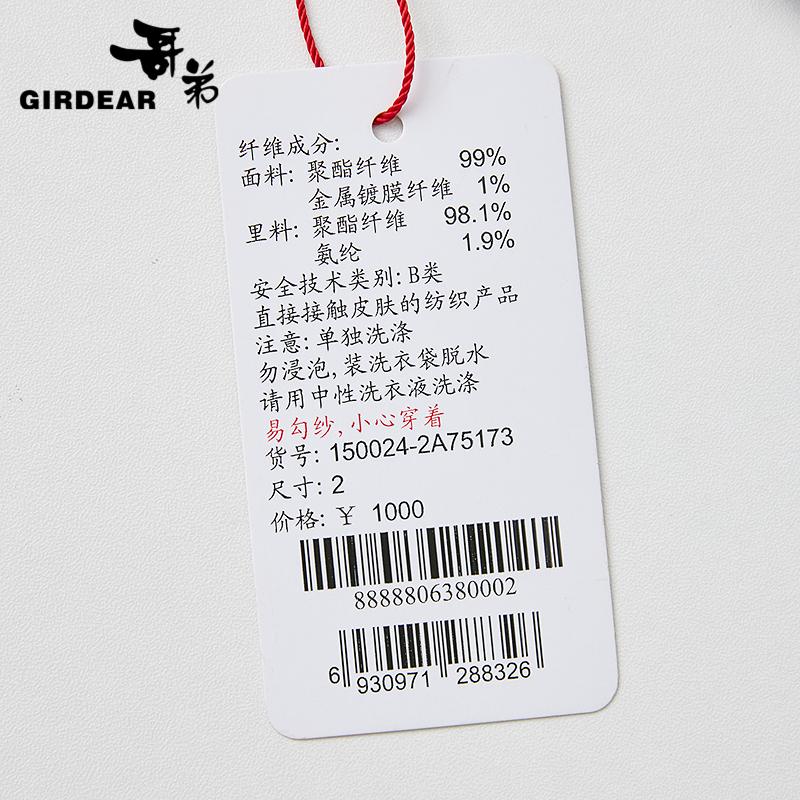 哥弟
GIRDEAR
纤维成分:
面料: 聚酯纤维 99%
金属镀膜纤维 1%
里料: 聚酯纤维 98.1%
氨纶 1.9%
安全技术类别: B类
直接接触皮肤的纺织产品
注意: 单独洗涤
勿浸泡, 装洗衣袋脱水
请用中性洗衣液洗涤
易勾纱, 小心穿着
货号: 150024-2A75173
尺寸: 2
价格: ¥ 1000
8888806380002
6 930971 288326